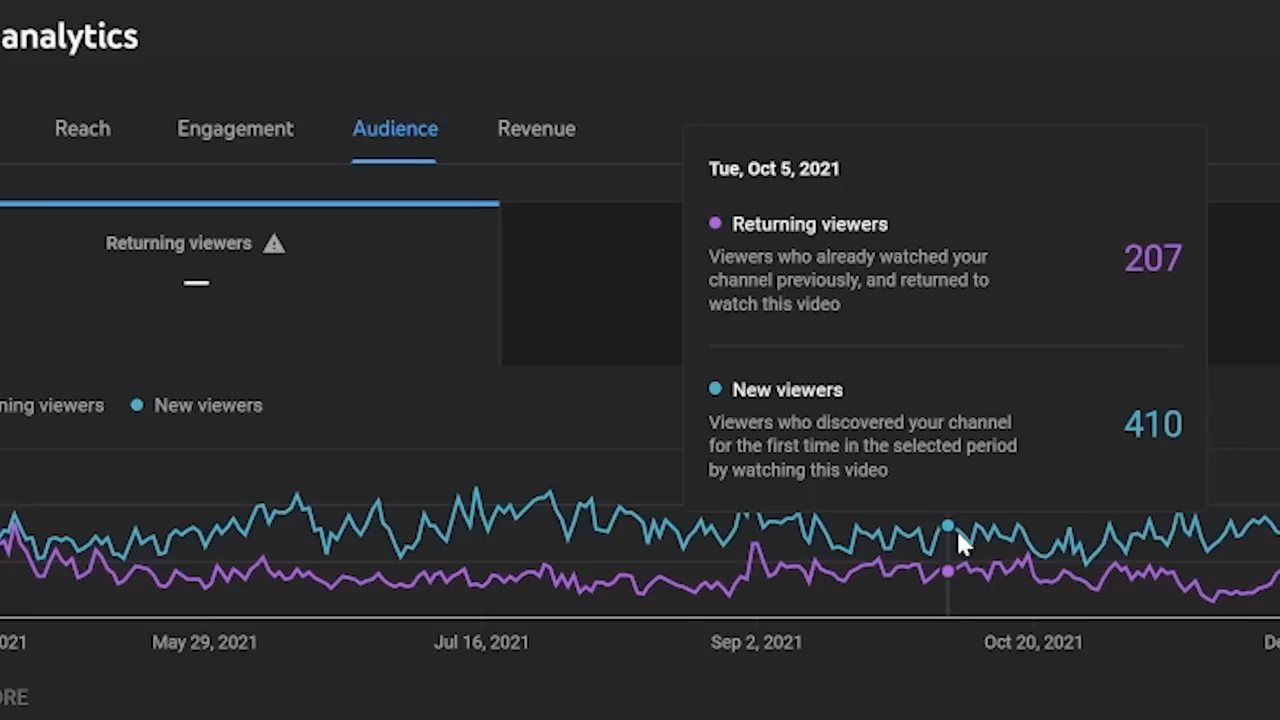 analytics
Reach Engagement Audience Revenue
Tue, Oct 5, 2021
Returning viewers
Viewers who already watched your
channel previously, and returned to
watch this video
207
New viewers
Viewers who discovered your channel
for the first time in the selected period
by watching this video
410
Returning viewers
—
ning viewers New viewers
021 May 29, 2021 Jul 16, 2021 Sep 2, 2021 Oct 20, 2021 De
ORE